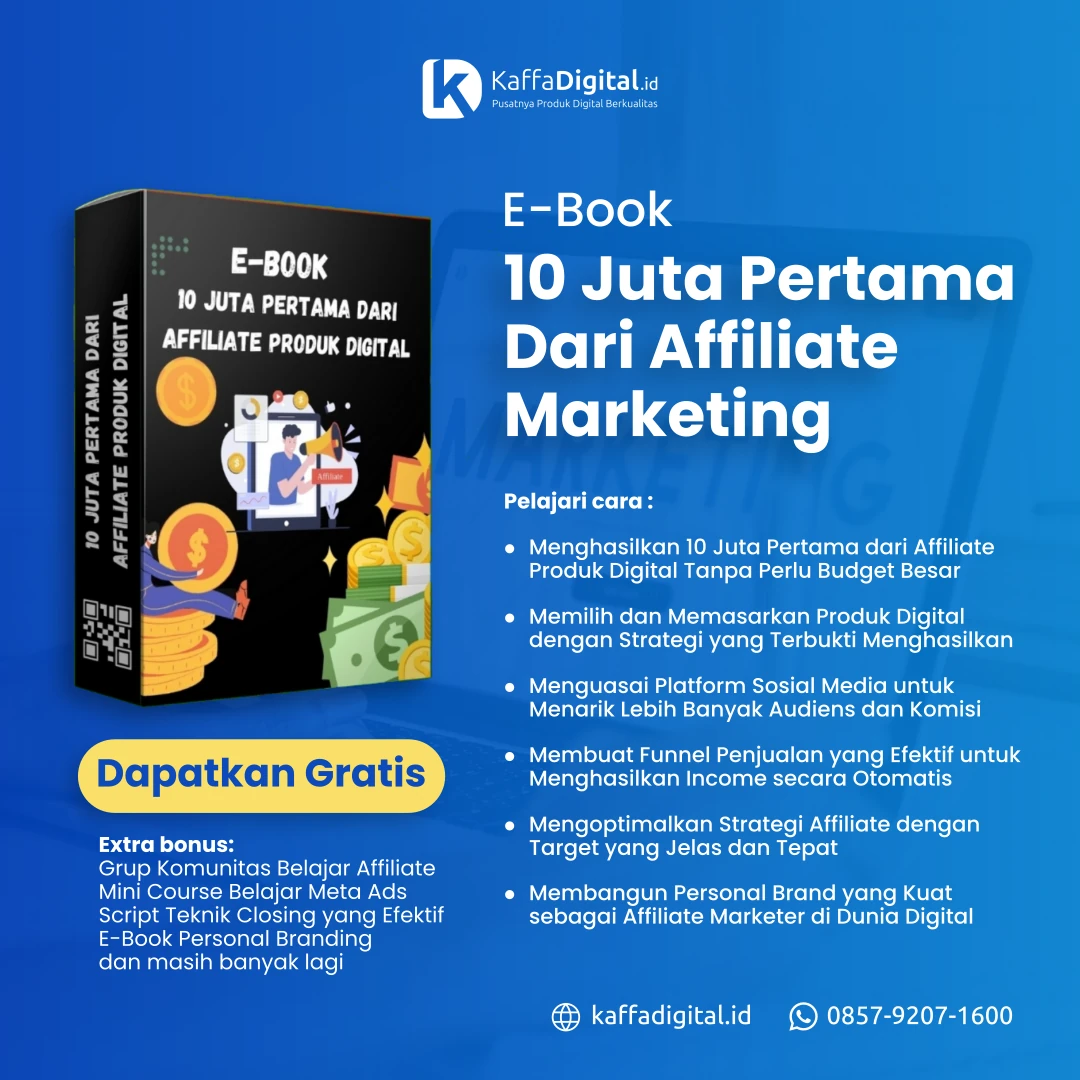 KaffaDigital.id
Pusatnya Produk Digital Berkualitas
E-BOOK
10 JUTA PERTAMA DARI
AFFILIATE PRODUK DIGITAL
10 JUTA PERTAMA DARI
AFFILIATE PRODUK DIGITAL
Affiliate
E-Book
10 Juta Pertama
Dari Affiliate
Marketing
MARKETING
Pelajari cara :
• Menghasilkan 10 Juta Pertama dari Affiliate
Produk Digital Tanpa Perlu Budget Besar
• Memilih dan Memasarkan Produk Digital
dengan Strategi yang Terbukti Menghasilkan
• Menguasai Platform Sosial Media untuk
Menarik Lebih Banyak Audiens dan Komisi
• Membuat Funnel Penjualan yang Efektif untuk
Menghasilkan Income secara Otomatis
• Mengoptimalkan Strategi Affiliate dengan
Target yang Jelas dan Tepat
• Membangun Personal Brand yang Kuat
sebagai Affiliate Marketer di Dunia Digital
Dapatkan Gratis
Extra bonus:
Grup Komunitas Belajar Affiliate
Mini Course Belajar Meta Ads
Script Teknik Closing yang Efektif
E-Book Personal Branding
dan masih banyak lagi
kaffadigital.id
0857-9207-1600